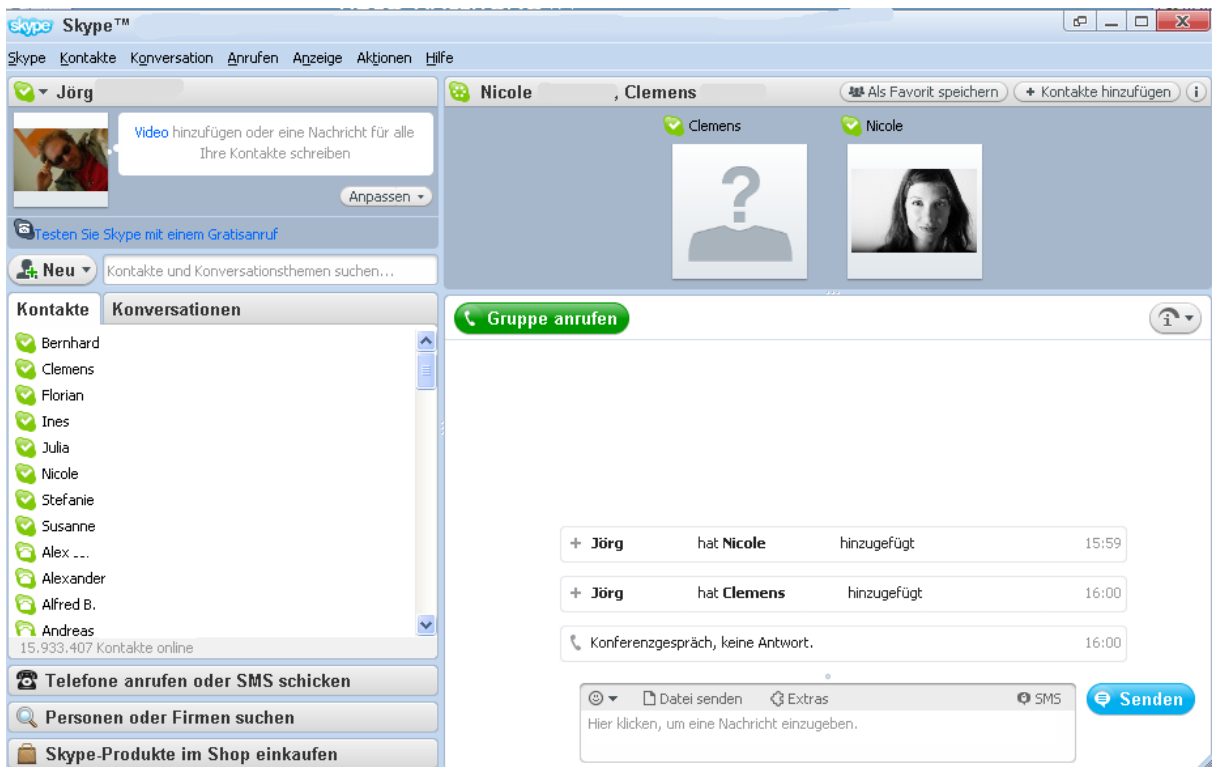 skype Skype™
Skype Kontakte Konversation Anrufen Anzeige Aktionen Hilfe
Jörg
Video hinzufügen oder eine Nachricht für alle
Ihre Kontakte schreiben
Anpassen
Testen Sie Skype mit einem Gratisanruf
Neu
Kontakte und Konversationsthemen suchen...
Kontakte Konversationen
Bernhard
Clemens
Florian
Ines
Julia
Nicole
Stefanie
Susanne
Alex
Alexander
Alfred B.
Andreas
15.933.407 Kontakte online
Telefone anrufen oder SMS schicken
Personen oder Firmen suchen
Skype-Produkte im Shop einkaufen
Nicole , Clemens
Als Favorit speichern
+ Kontakte hinzufügen
i
Clemens
Nicole
?
Gruppe anrufen
+ Jörg hat Nicole hinzugefügt 15:59
+ Jörg hat Clemens hinzugefügt 16:00
Konferenzgespräch, keine Antwort. 16:00
Datei senden Extras SMS
Hier klicken, um eine Nachricht einzugeben.
Senden